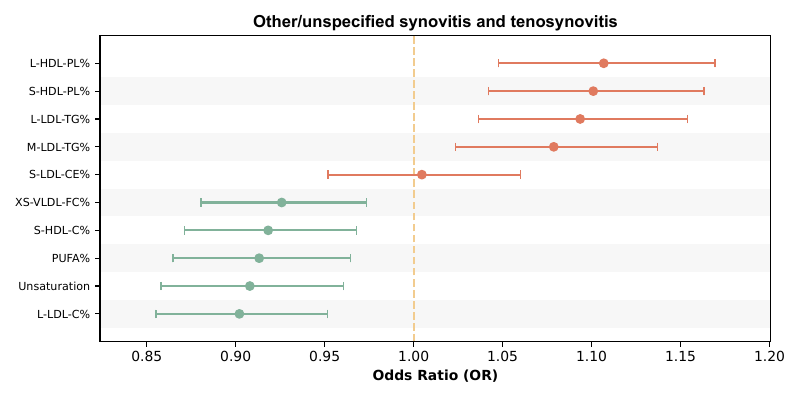 Other/unspecified synovitis and tenosynovitis
L-HDL-PL%
S-HDL-PL%
L-LDL-TG%
M-LDL-TG%
S-LDL-CE%
XS-VLDL-FC%
S-HDL-C%
PUFA%
Unsaturation
L-LDL-C%
0.85 0.90 0.95 1.00 1.05 1.10 1.15 1.20
Odds Ratio (OR)